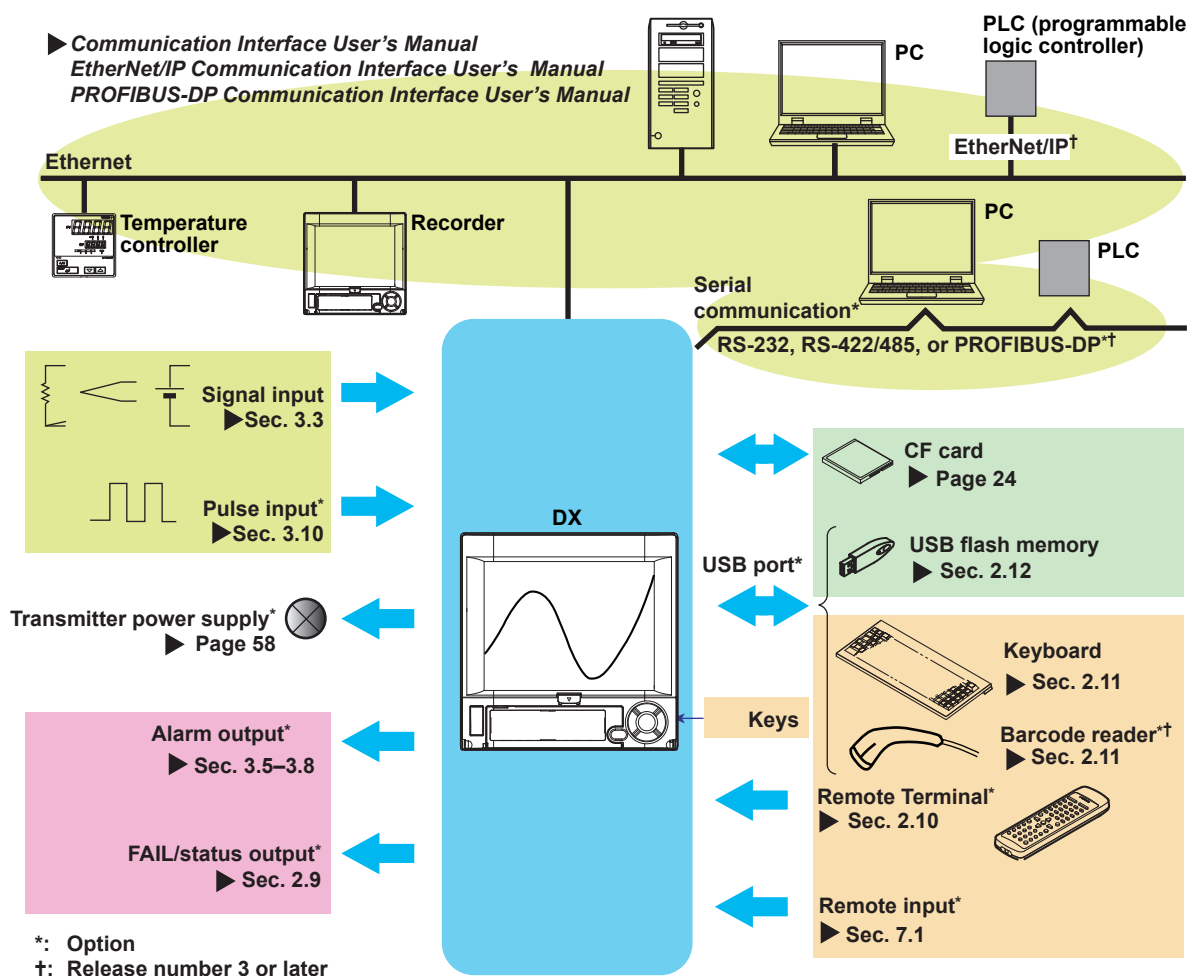 ▶ Communication Interface User's Manual
EtherNet/IP Communication Interface User's Manual
PROFIBUS-DP Communication Interface User's Manual
PC
PLC (programmable
logic controller)
EtherNet/IP†
Ethernet
Temperature
controller
Recorder
PC
PLC
Serial
communication*
RS-232, RS-422/485, or PROFIBUS-DP*†
Signal input
▶Sec. 3.3
Pulse input*
▶Sec. 3.10
Transmitter power supply*
▶ Page 58
Alarm output*
▶ Sec. 3.5–3.8
FAIL/status output*
▶ Sec. 2.9
DX
USB port*
Keys
CF card
▶ Page 24
USB flash memory
▶ Sec. 2.12
Keyboard
▶ Sec. 2.11
Barcode reader*†
▶ Sec. 2.11
Remote Terminal*
▶ Sec. 2.10
Remote input*
▶ Sec. 7.1
*: Option
†: Release number 3 or later